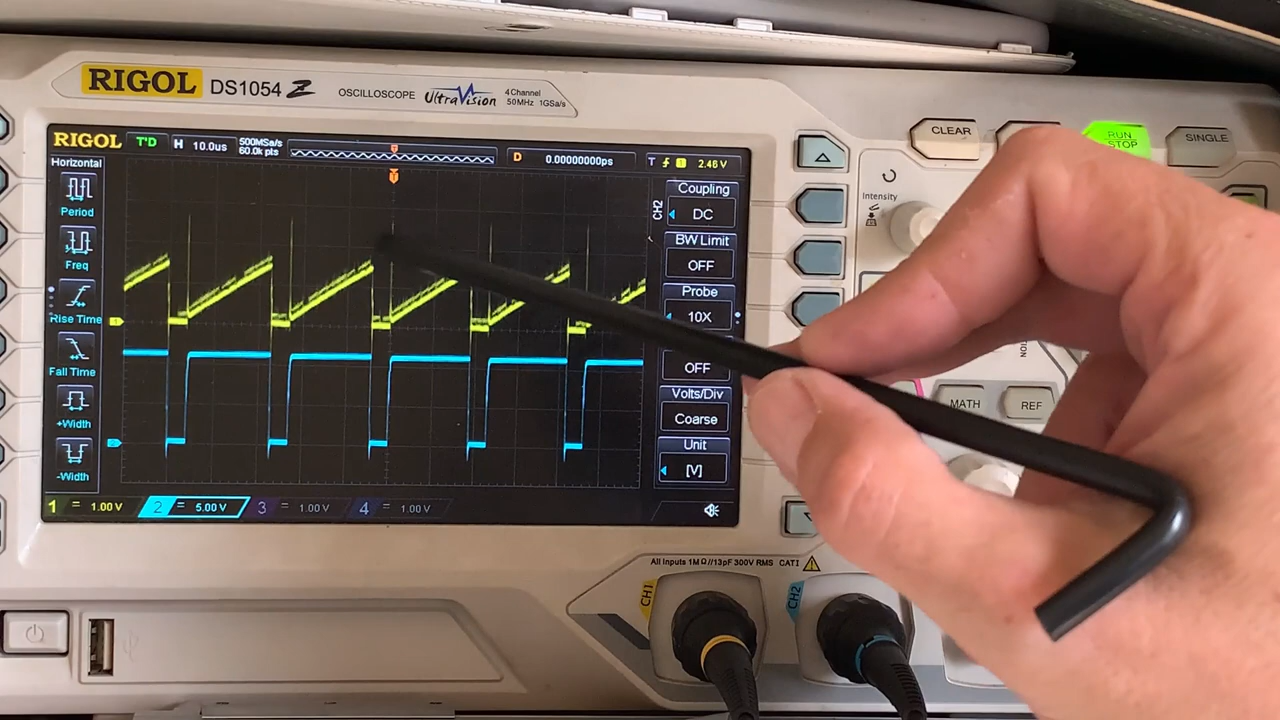 RIGOL DS1054 Z OSCILLOSCOPE UltraVision 4 Channel
50MHz 1GSa/s
CLEAR
RUN
STOP
SINGLE
RIGOL T'D H 10.0us 500MSa/s
60.0k pts
D 0.00000000ps T 1 2.46 V
Horizontal
Period
Freq
Rise Time
Fall Time
+Width
-Width
CH2
Coupling
DC
BW Limit
OFF
Probe
10X
OFF
Volts/Div
Coarse
Unit
[V]
Intensity
MATH
REF
1 = 1.00 V 2 = 5.00 V 3 = 1.00 V 4 = 1.00 V
All Inputs 1MΩ//13pF 300V RMS CAT I
CH1
CH2